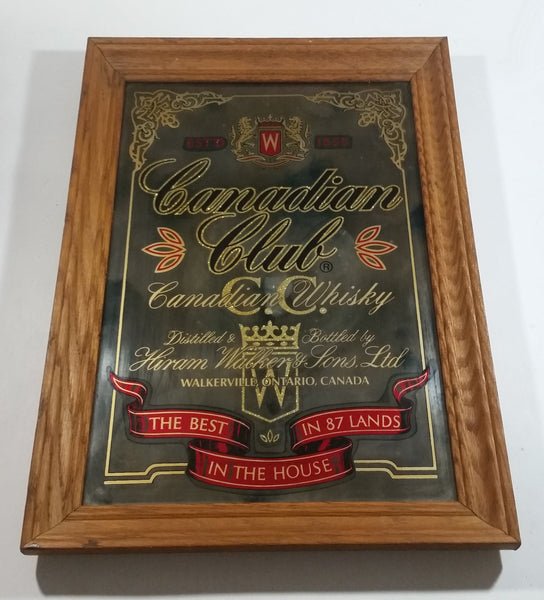 W
EST'D 1858
Canadian
Club®
C.C.
Canadian Whisky
Distilled & Bottled by
Hiram Walker & Sons, Ltd
W
WALKERVILLE, ONTARIO, CANADA
THE BEST IN 87 LANDS
IN THE HOUSE